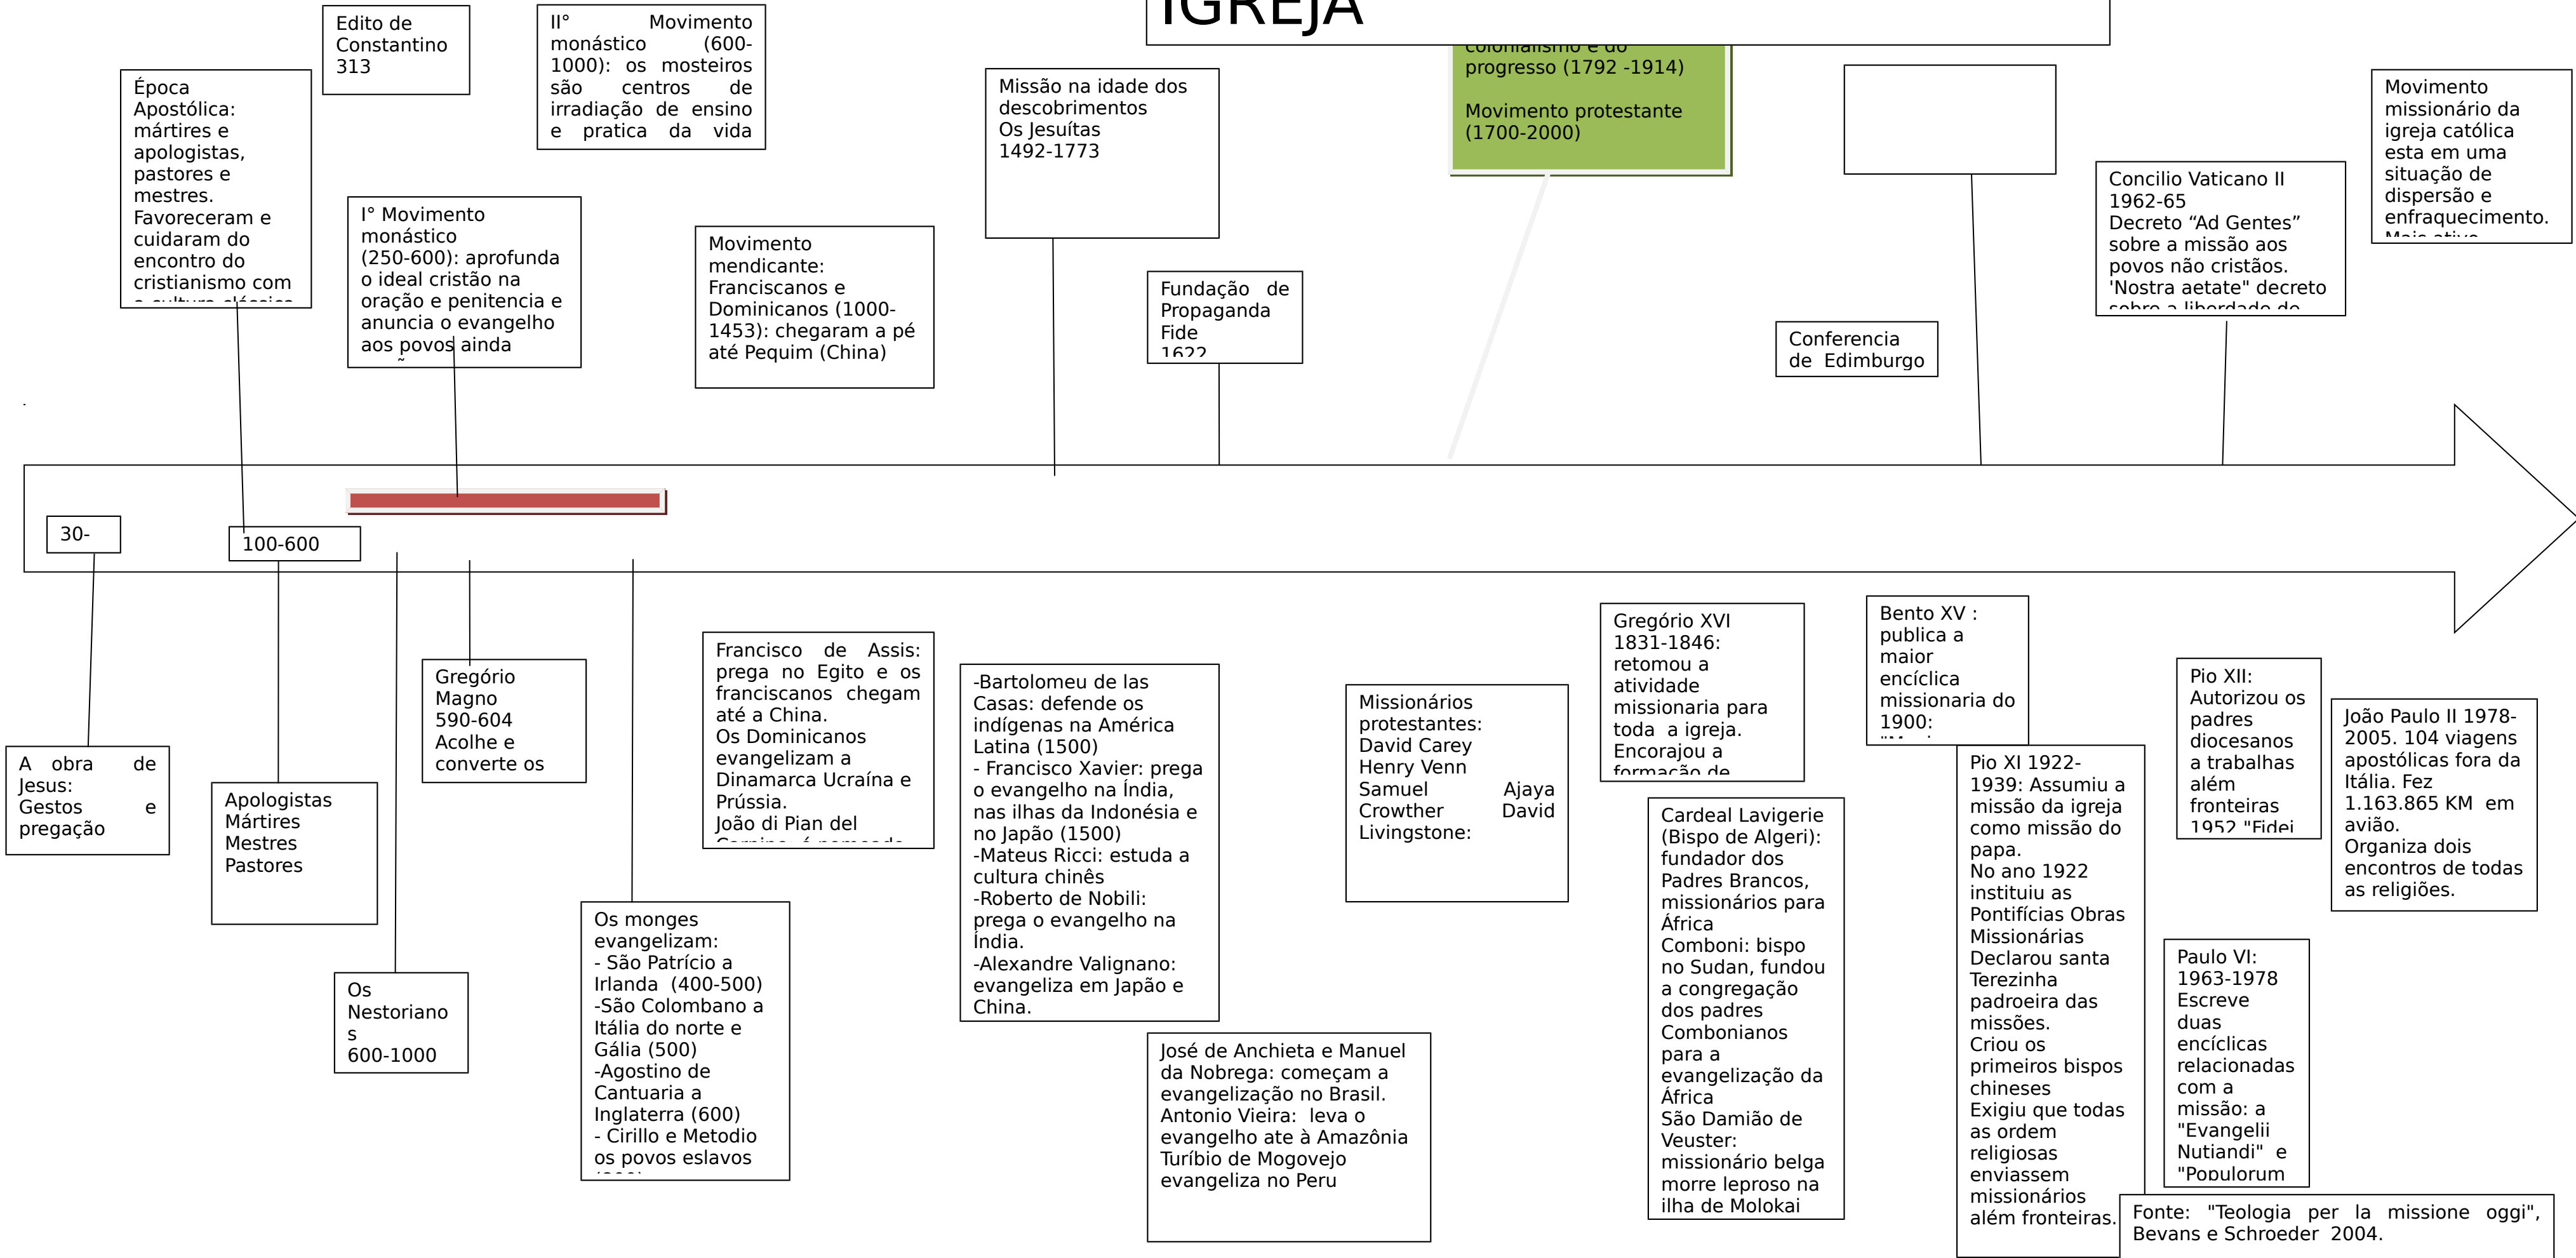 IGREJA
Edito de
Constantino
313
II° Movimento
monástico (600-
1000): os mosteiros
são centros de
irradiação de ensino
e pratica da vida
Época
Apostólica:
mártires e
apologistas,
pastores e
mestres.
Favoreceram e
cuidaram do
encontro do
cristianismo com
a cultura clássica
I° Movimento
monástico
(250-600): aprofunda
o ideal cristão na
oração e penitencia e
anuncia o evangelho
aos povos ainda
Movimento
mendicante:
Franciscanos e
Dominicanos (1000-
1453): chegaram a pé
até Pequim (China)
Missão na idade dos
descobrimentos
Os Jesuítas
1492-1773
Fundação de
Propaganda
Fide
1622
colonialismo e do
progresso (1792 -1914)
Movimento protestante
(1700-2000)
Conferencia
de Edimburgo
Concilio Vaticano II
1962-65
Decreto “Ad Gentes”
sobre a missão aos
povos não cristãos.
'Nostra aetate" decreto
sobre a liberdade de
Movimento
missionário da
igreja católica
esta em uma
situação de
dispersão e
enfraquecimento.
Mais ativo
30-
100-600
A obra de
Jesus:
Gestos e
pregação
Apologistas
Mártires
Mestres
Pastores
Os
Nestoriano
s
600-1000
Gregório
Magno
590-604
Acolhe e
converte os
Os monges
evangelizam:
- São Patrício a
Irlanda (400-500)
-São Colombano a
Itália do norte e
Gália (500)
-Agostino de
Cantuaria a
Inglaterra (600)
- Cirillo e Metodio
os povos eslavos
Francisco de Assis:
prega no Egito e os
franciscanos chegam
até a China.
Os Dominicanos
evangelizam a
Dinamarca Ucraína e
Prússia.
João di Pian del
Carpine é nomeado
-Bartolomeu de las
Casas: defende os
indígenas na América
Latina (1500)
- Francisco Xavier: prega
o evangelho na Índia,
nas ilhas da Indonésia e
no Japão (1500)
-Mateus Ricci: estuda a
cultura chinês
-Roberto de Nobili:
prega o evangelho na
Índia.
-Alexandre Valignano:
evangeliza em Japão e
China.
José de Anchieta e Manuel
da Nobrega: começam a
evangelização no Brasil.
Antonio Vieira: leva o
evangelho ate à Amazônia
Turíbio de Mogovejo
evangeliza no Peru
Missionários
protestantes:
David Carey
Henry Venn
Samuel Ajaya
Crowther David
Livingstone:
Gregório XVI
1831-1846:
retomou a
atividade
missionaria para
toda a igreja.
Encorajou a
formação de
Cardeal Lavigerie
(Bispo de Algeri):
fundador dos
Padres Brancos,
missionários para
África
Comboni: bispo
no Sudan, fundou
a congregação
dos padres
Combonianos
para a
evangelização da
África
São Damião de
Veuster:
missionário belga
morre leproso na
ilha de Molokai
Bento XV :
publica a
maior
encíclica
missionaria do
1900:
Pio XI 1922-
1939: Assumiu a
missão da igreja
como missão do
papa.
No ano 1922
instituiu as
Pontifícias Obras
Missionárias
Declarou santa
Terezinha
padroeira das
missões.
Criou os
primeiros bispos
chineses
Exigiu que todas
as ordem
religiosas
enviassem
missionários
além fronteiras.
Pio XII:
Autorizou os
padres
diocesanos
a trabalhas
além
fronteiras
1952 "Fidei
Paulo VI:
1963-1978
Escreve
duas
encíclicas
relacionadas
com a
missão: a
"Evangelii
Nutiandi" e
"Populorum
João Paulo II 1978-
2005. 104 viagens
apostólicas fora da
Itália. Fez
1.163.865 KM em
avião.
Organiza dois
encontros de todas
as religiões.
Fonte: "Teologia per la missione oggi",
Bevans e Schroeder 2004.